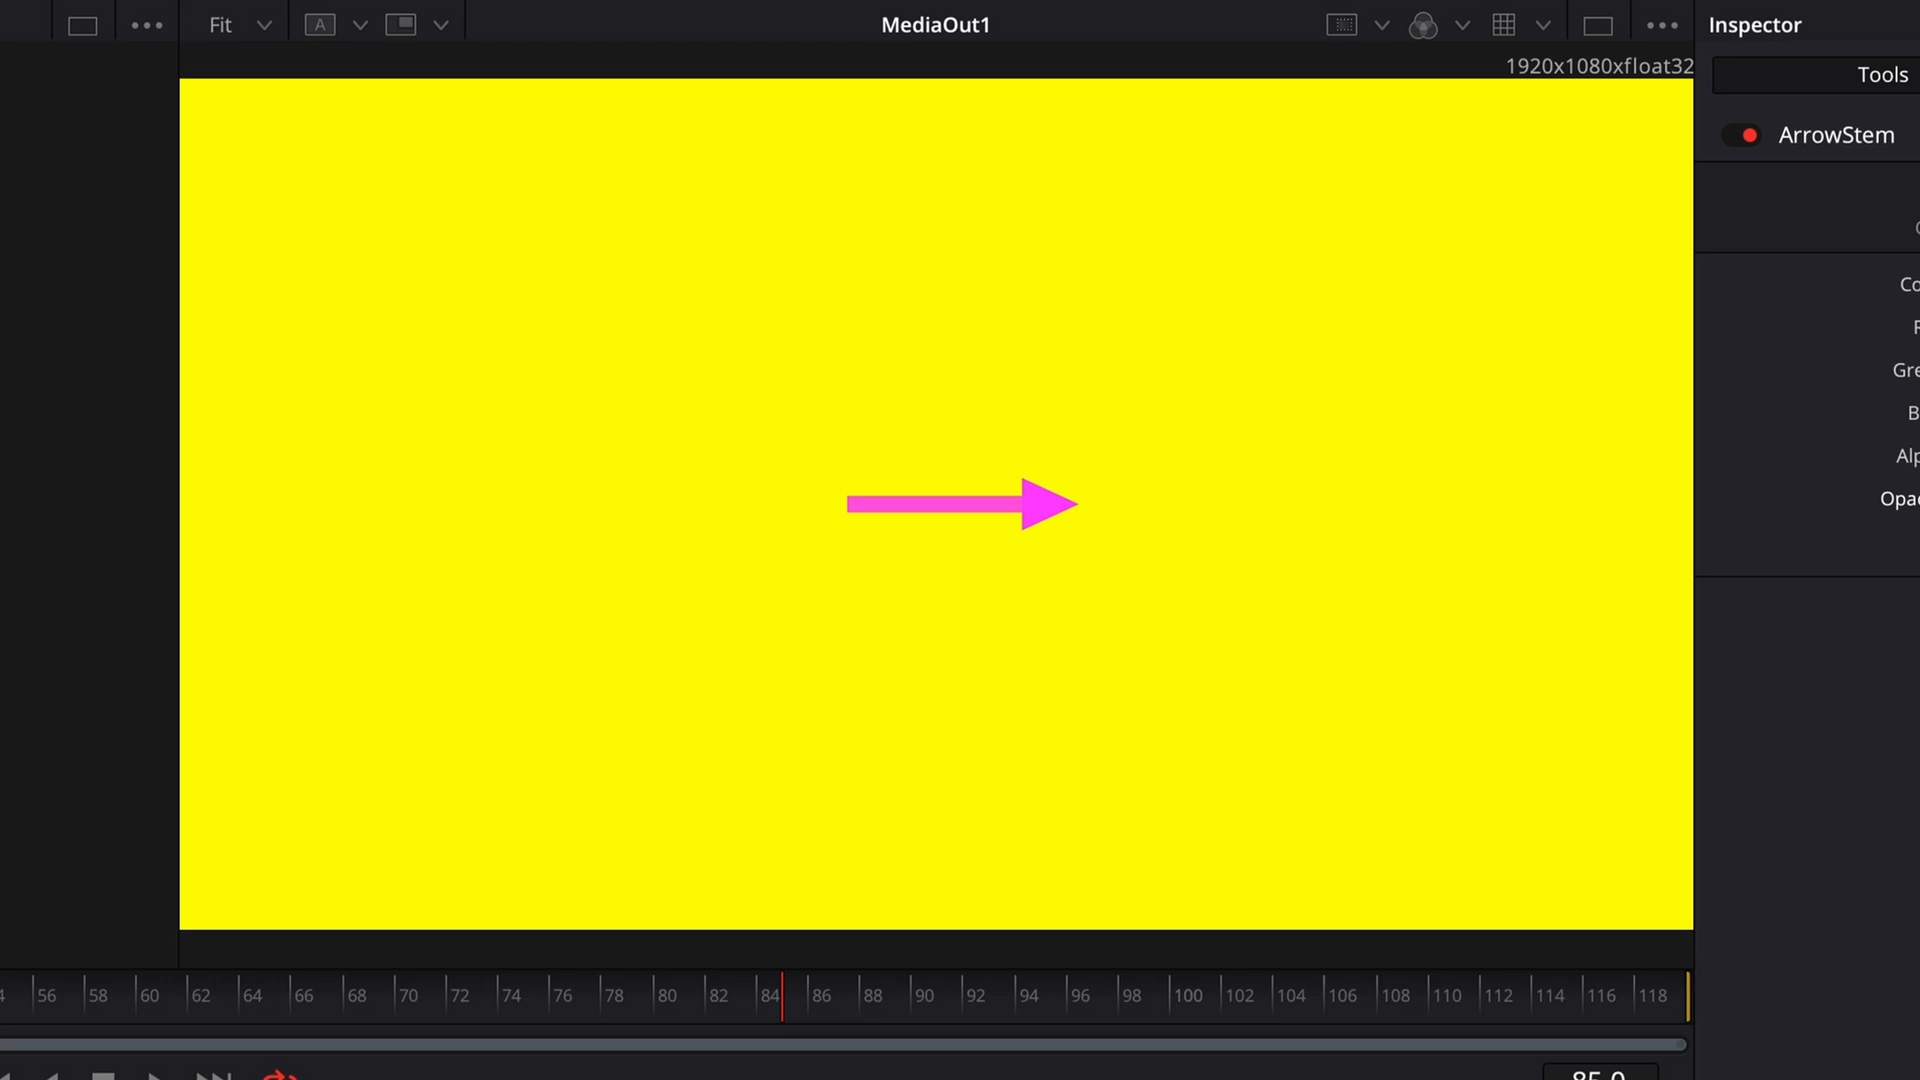 Fit
A
MediaOut1
Inspector
1920x1080xfloat32
Tools
ArrowStem
Co
Gre
B
Alp
Opac
56 58 60 62 64 66 68 70 72 74 76 78 80 82 84 86 88 90 92 94 96 98 100 102 104 106 108 110 112 114 116 118
85.0